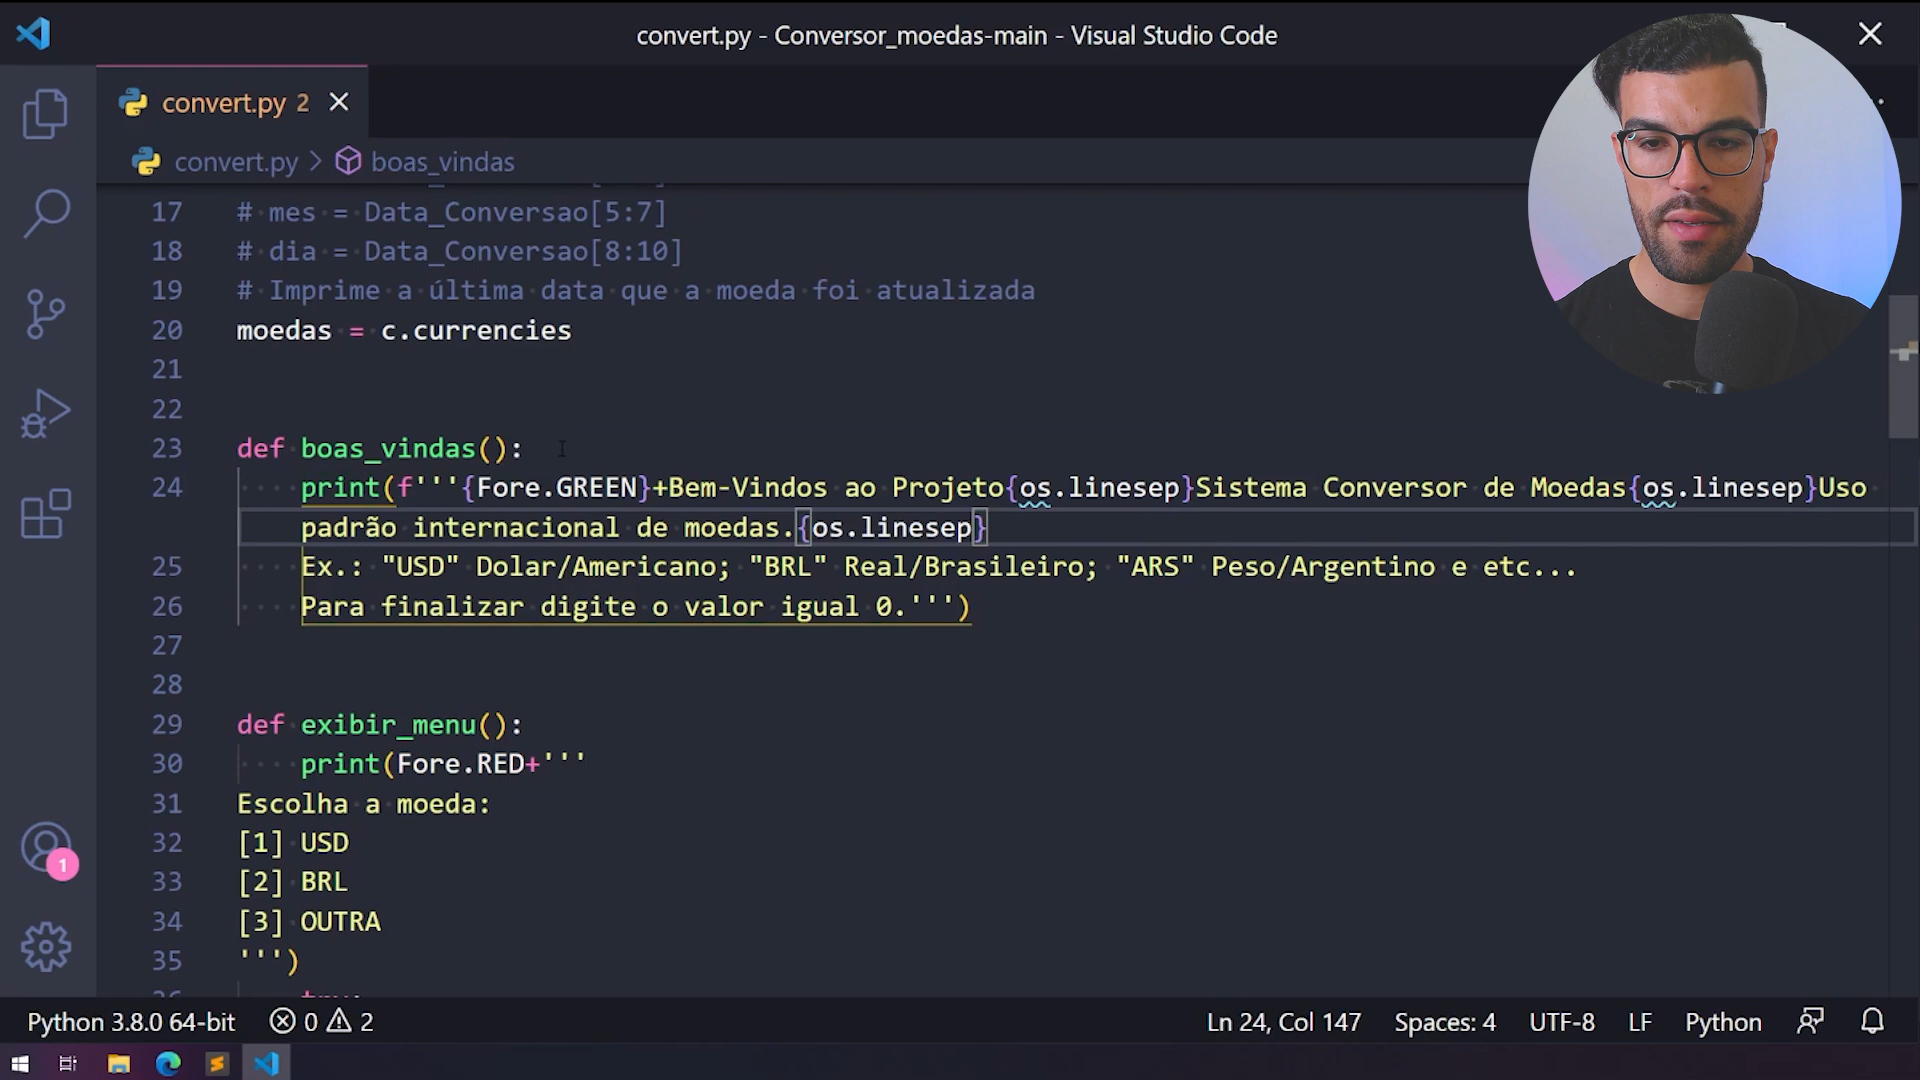 convert.py - Conversor_moedas-main - Visual Studio Code
convert.py 2
convert.py > boas_vindas
17 # mes = Data_Conversao[5:7]
18 # dia = Data_Conversao[8:10]
19 # Imprime a última data que a moeda foi atualizada
20 moedas = c.currencies
21
22
23 def boas_vindas():
24 print(f'''{Fore.GREEN}+Bem-Vindos ao Projeto{os.linesep}Sistema Conversor de Moedas{os.linesep}Uso
padrão internacional de moedas.{os.linesep}
25 Ex.: "USD" Dolar/Americano; "BRL" Real/Brasileiro; "ARS" Peso/Argentino e etc...
26 Para finalizar digite o valor igual 0.''')
27
28
29 def exibir_menu():
30 print(Fore.RED+'''
31 Escolha a moeda:
32 [1] USD
33 [2] BRL
34 [3] OUTRA
35 ''')
1
Python 3.8.0 64-bit 0 2 Ln 24, Col 147 Spaces: 4 UTF-8 LF Python